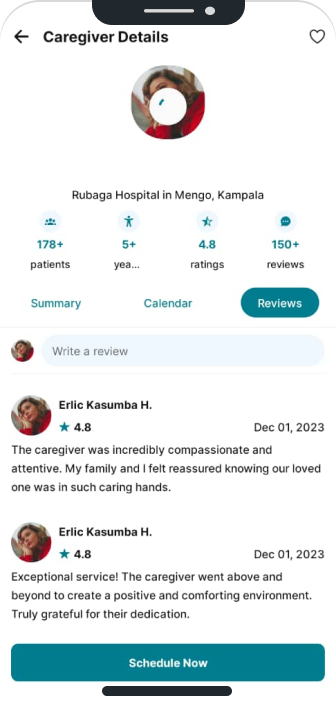 Caregiver Details
Rubaga Hospital in Mengo, Kampala
178+ 5+ 4.8 150+
patients yea... ratings reviews
Summary Calendar Reviews
Write a review
Erlic Kasumba H.
4.8 Dec 01, 2023
The caregiver was incredibly compassionate and
attentive. My family and I felt reassured knowing our loved
one was in such caring hands.
Erlic Kasumba H.
4.8 Dec 01, 2023
Exceptional service! The caregiver went above and
beyond to create a positive and comforting environment.
Truly grateful for their dedication.
Schedule Now